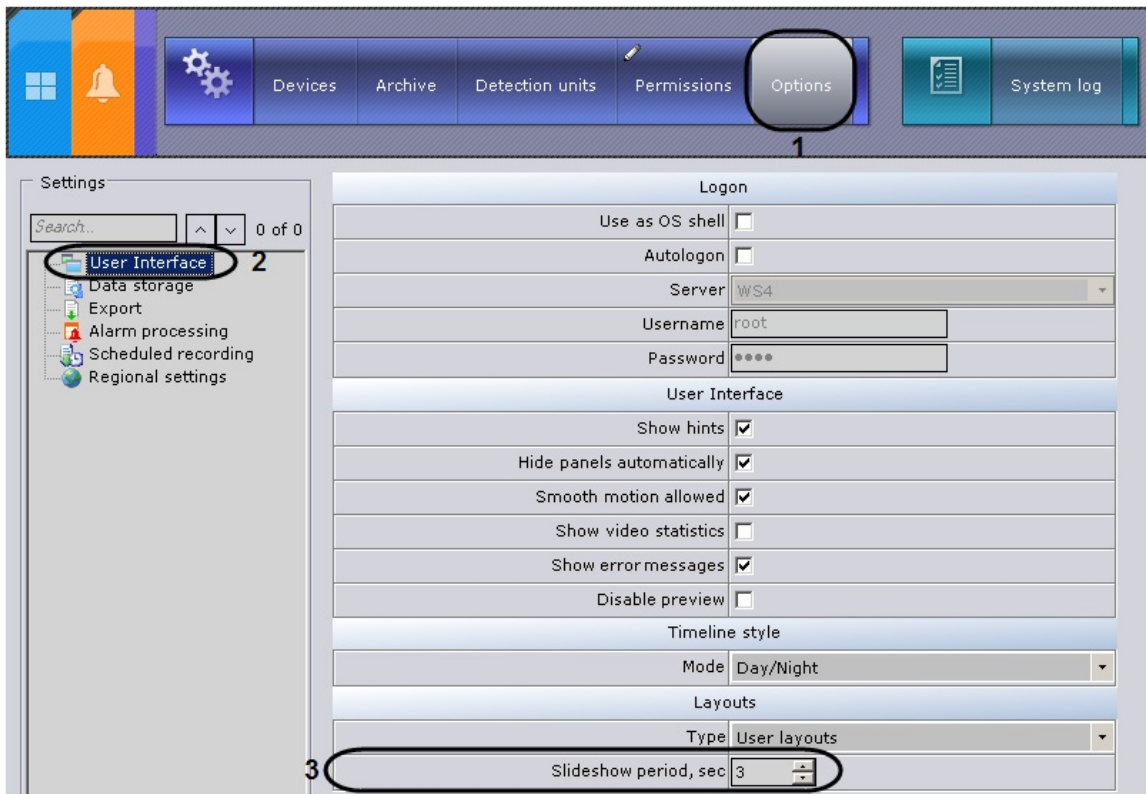 Devices Archive Detection units Permissions Options System log
1
Settings
Search... 0 of 0
User Interface 2
Data storage
Export
Alarm processing
Scheduled recording
Regional settings
Logon
Use as OS shell
Autologon
Server WS4
Username root
Password ••••
User Interface
Show hints
Hide panels automatically
Smooth motion allowed
Show video statistics
Show error messages
Disable preview
Timeline style
Mode Day/Night
Layouts
Type User layouts
3 Slideshow period, sec 3